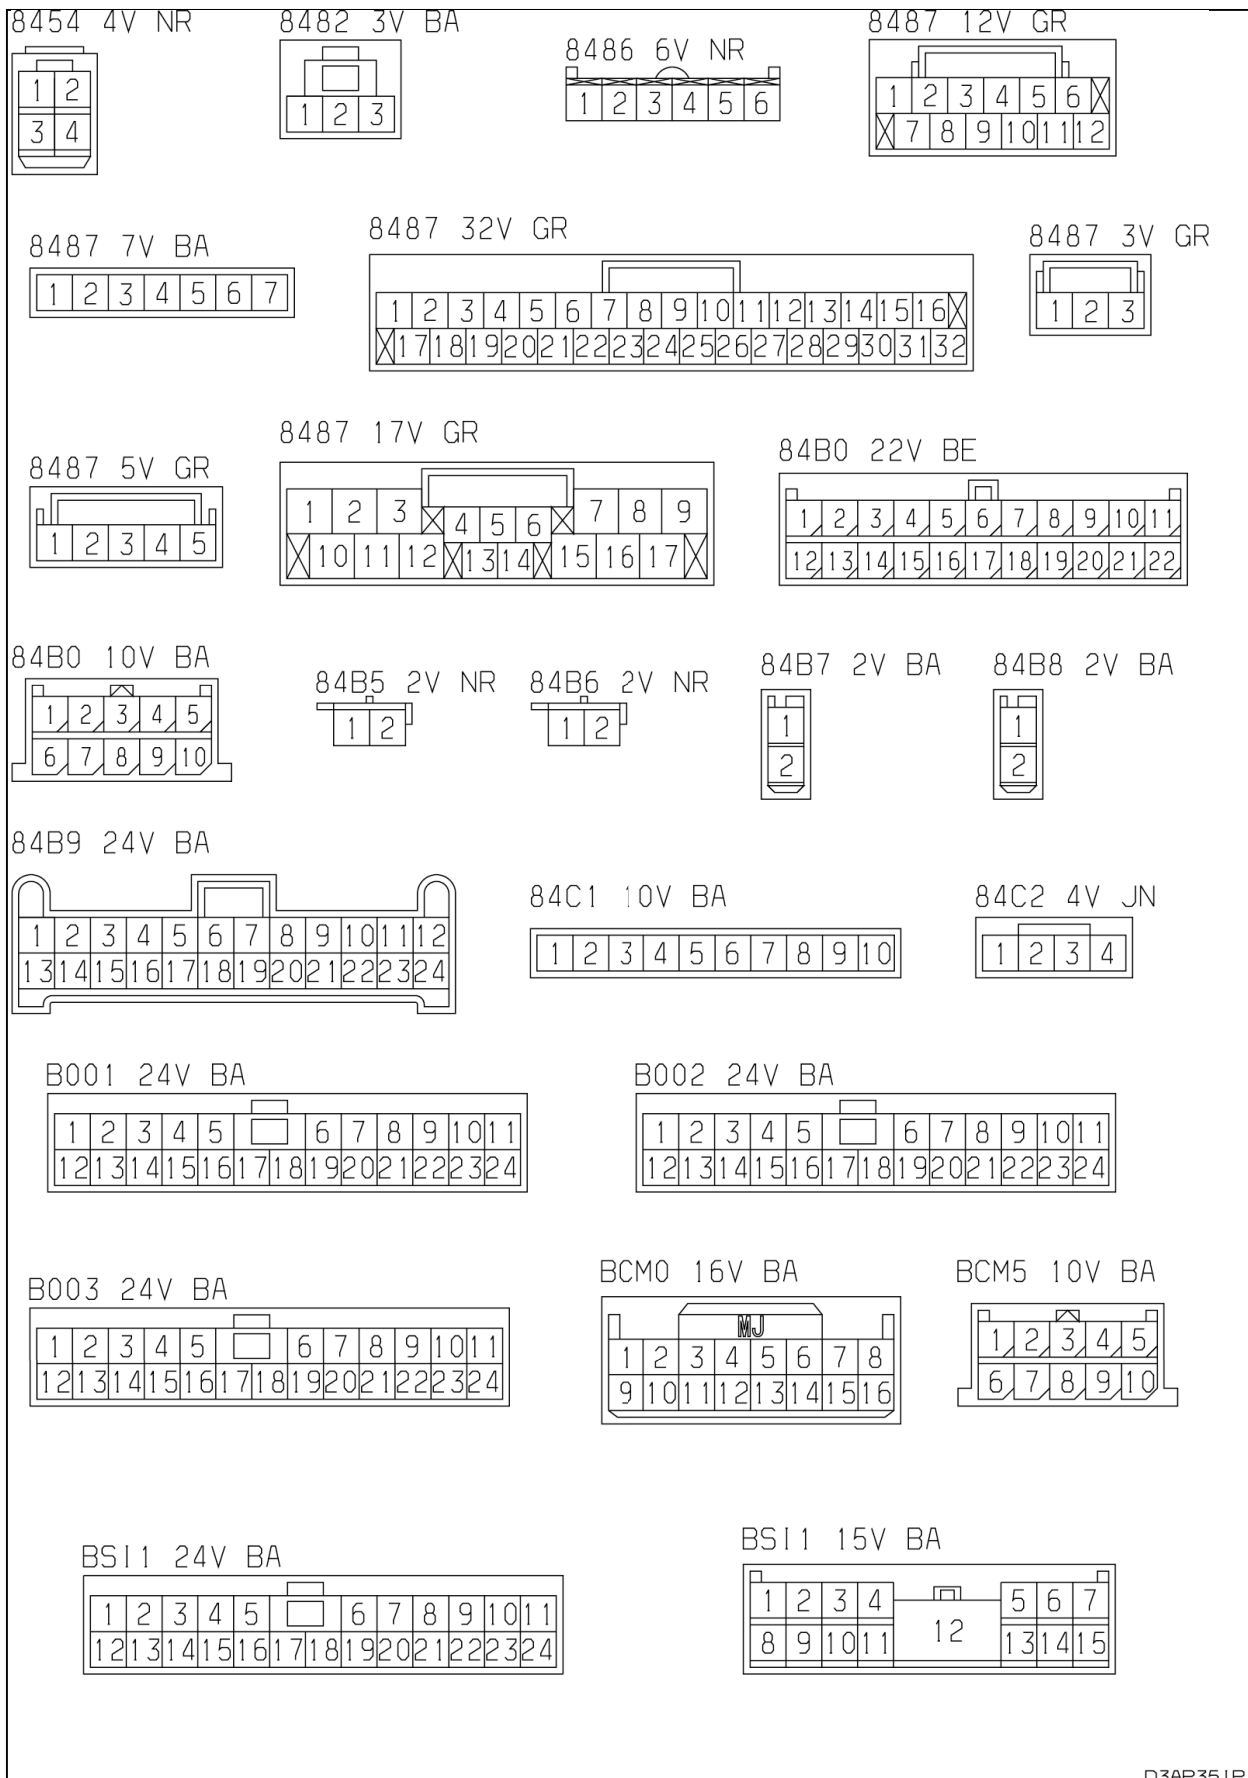 8454 4V NR
1 2
3 4
8482 3V BA
1 2 3
8486 6V NR
1 2 3 4 5 6
8487 12V GR
1 2 3 4 5 6
7 8 9 10 11 12
8487 7V BA
1 2 3 4 5 6 7
8487 32V GR
1 2 3 4 5 6 7 8 9 10 11 12 13 14 15 16
17 18 19 20 21 22 23 24 25 26 27 28 29 30 31 32
8487 3V GR
1 2 3
8487 5V GR
1 2 3 4 5
8487 17V GR
1 2 3 4 5 6 7 8 9
10 11 12 13 14 15 16 17
84B0 22V BE
1 2 3 4 5 6 7 8 9 10 11
12 13 14 15 16 17 18 19 20 21 22
84B0 10V BA
1 2 3 4 5
6 7 8 9 10
84B5 2V NR
1 2
84B6 2V NR
1 2
84B7 2V BA
1
2
84B8 2V BA
1
2
84B9 24V BA
1 2 3 4 5 6 7 8 9 10 11 12
13 14 15 16 17 18 19 20 21 22 23 24
84C1 10V BA
1 2 3 4 5 6 7 8 9 10
84C2 4V JN
1 2 3 4
B001 24V BA
1 2 3 4 5 6 7 8 9 10 11
12 13 14 15 16 17 18 19 20 21 22 23 24
B002 24V BA
1 2 3 4 5 6 7 8 9 10 11
12 13 14 15 16 17 18 19 20 21 22 23 24
B003 24V BA
1 2 3 4 5 6 7 8 9 10 11
12 13 14 15 16 17 18 19 20 21 22 23 24
BCM0 16V BA
MJ
1 2 3 4 5 6 7 8
9 10 11 12 13 14 15 16
BCM5 10V BA
1 2 3 4 5
6 7 8 9 10
BSI1 24V BA
1 2 3 4 5 6 7 8 9 10 11
12 13 14 15 16 17 18 19 20 21 22 23 24
BSI1 15V BA
1 2 3 4 5 6 7
8 9 10 11 12 13 14 15